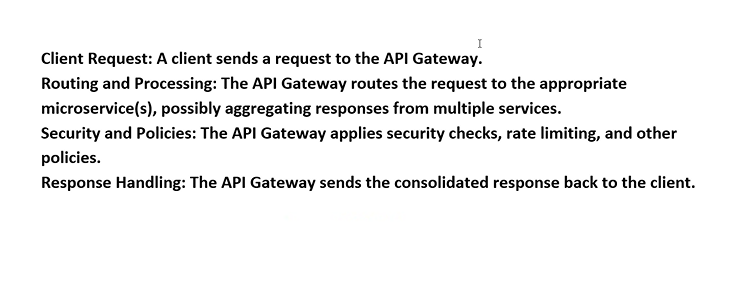 Client Request: A client sends a request to the API Gateway.
Routing and Processing: The API Gateway routes the request to the appropriate
microservice(s), possibly aggregating responses from multiple services.
Security and Policies: The API Gateway applies security checks, rate limiting, and other
policies.
Response Handling: The API Gateway sends the consolidated response back to the client.